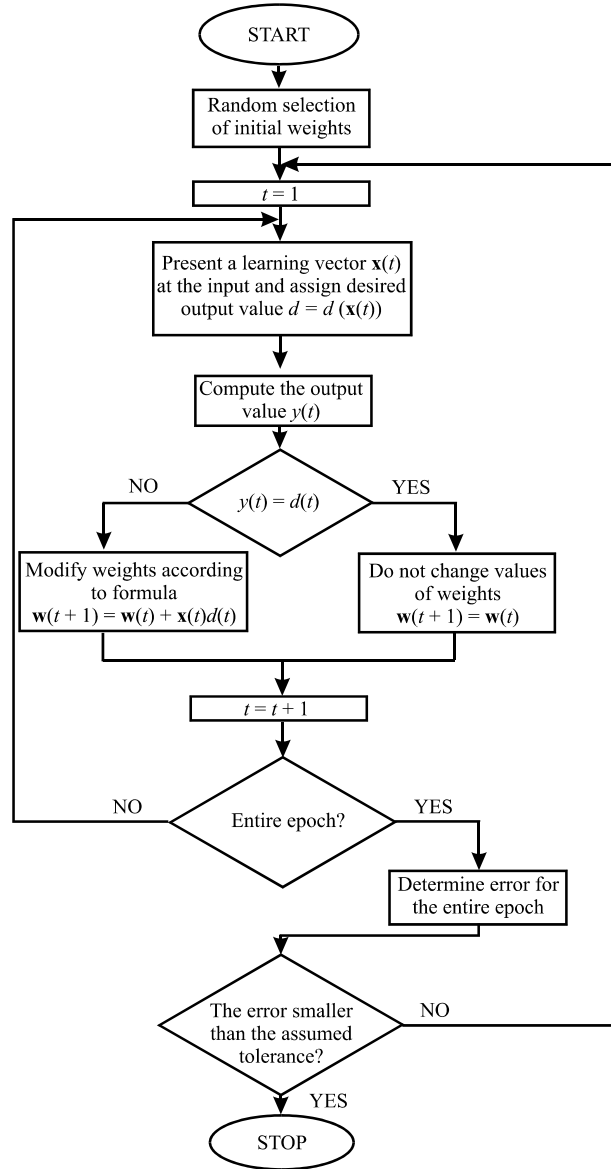 START
Random selection
of initial weights
t = 1
Present a learning vector x(t)
at the input and assign desired
output value d = d (x(t))
Compute the output
value y(t)
NO
y(t) = d(t)
YES
Modify weights according
to formula
w(t + 1) = w(t) + x(t)d(t)
Do not change values
of weights
w(t + 1) = w(t)
t = t + 1
NO
Entire epoch?
YES
Determine error for
the entire epoch
The error smaller
than the assumed
tolerance?
NO
YES
STOP